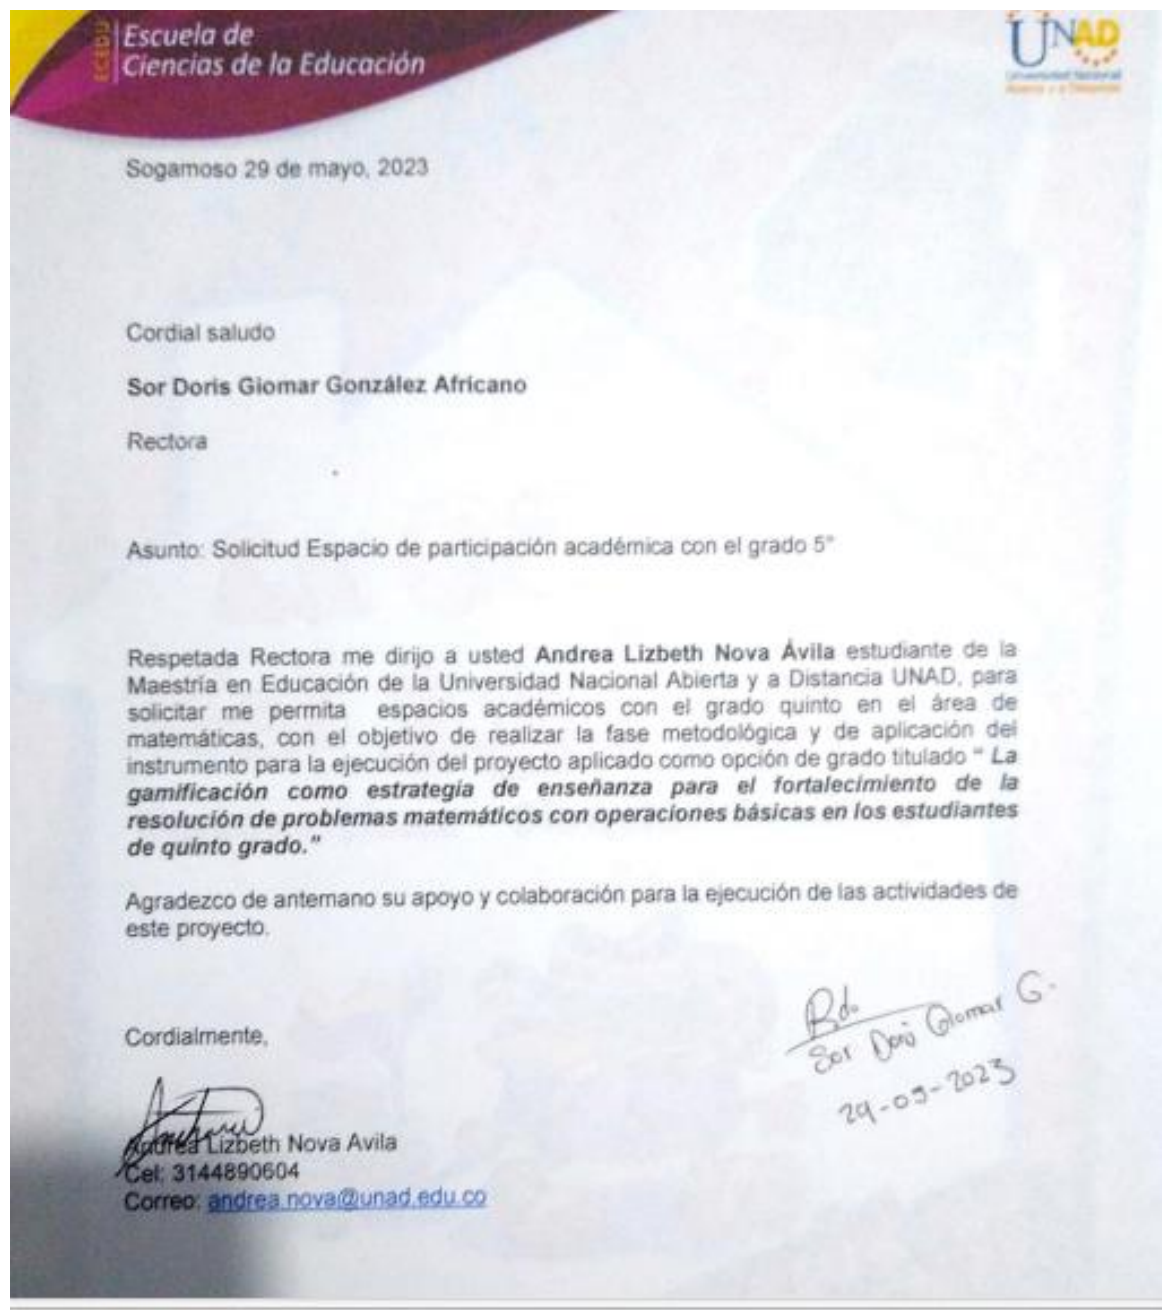 ECEDU
Escuela de
Ciencias de la Educación
UNAD
Universidad Nacional
Abierta y a Distancia
Sogamoso 29 de mayo, 2023
Cordial saludo
Sor Doris Giomar González Africano
Rectora
Asunto: Solicitud Espacio de participación académica con el grado 5°
Respetada Rectora me dirijo a usted Andrea Lizbeth Nova Ávila estudiante de la
Maestría en Educación de la Universidad Nacional Abierta y a Distancia UNAD, para
solicitar me permita espacios académicos con el grado quinto en el área de
matemáticas, con el objetivo de realizar la fase metodológica y de aplicación del
instrumento para la ejecución del proyecto aplicado como opción de grado titulado " La
gamificación como estrategia de enseñanza para el fortalecimiento de la
resolución de problemas matemáticos con operaciones básicas en los estudiantes
de quinto grado."
Agradezco de antemano su apoyo y colaboración para la ejecución de las actividades de
este proyecto.
Rdo
Sor Doris Giomar G.
29-05-2023
Cordialmente,
Andrea Lizbeth Nova Avila
Cel: 3144890604
Correo: andrea.nova@unad.edu.co